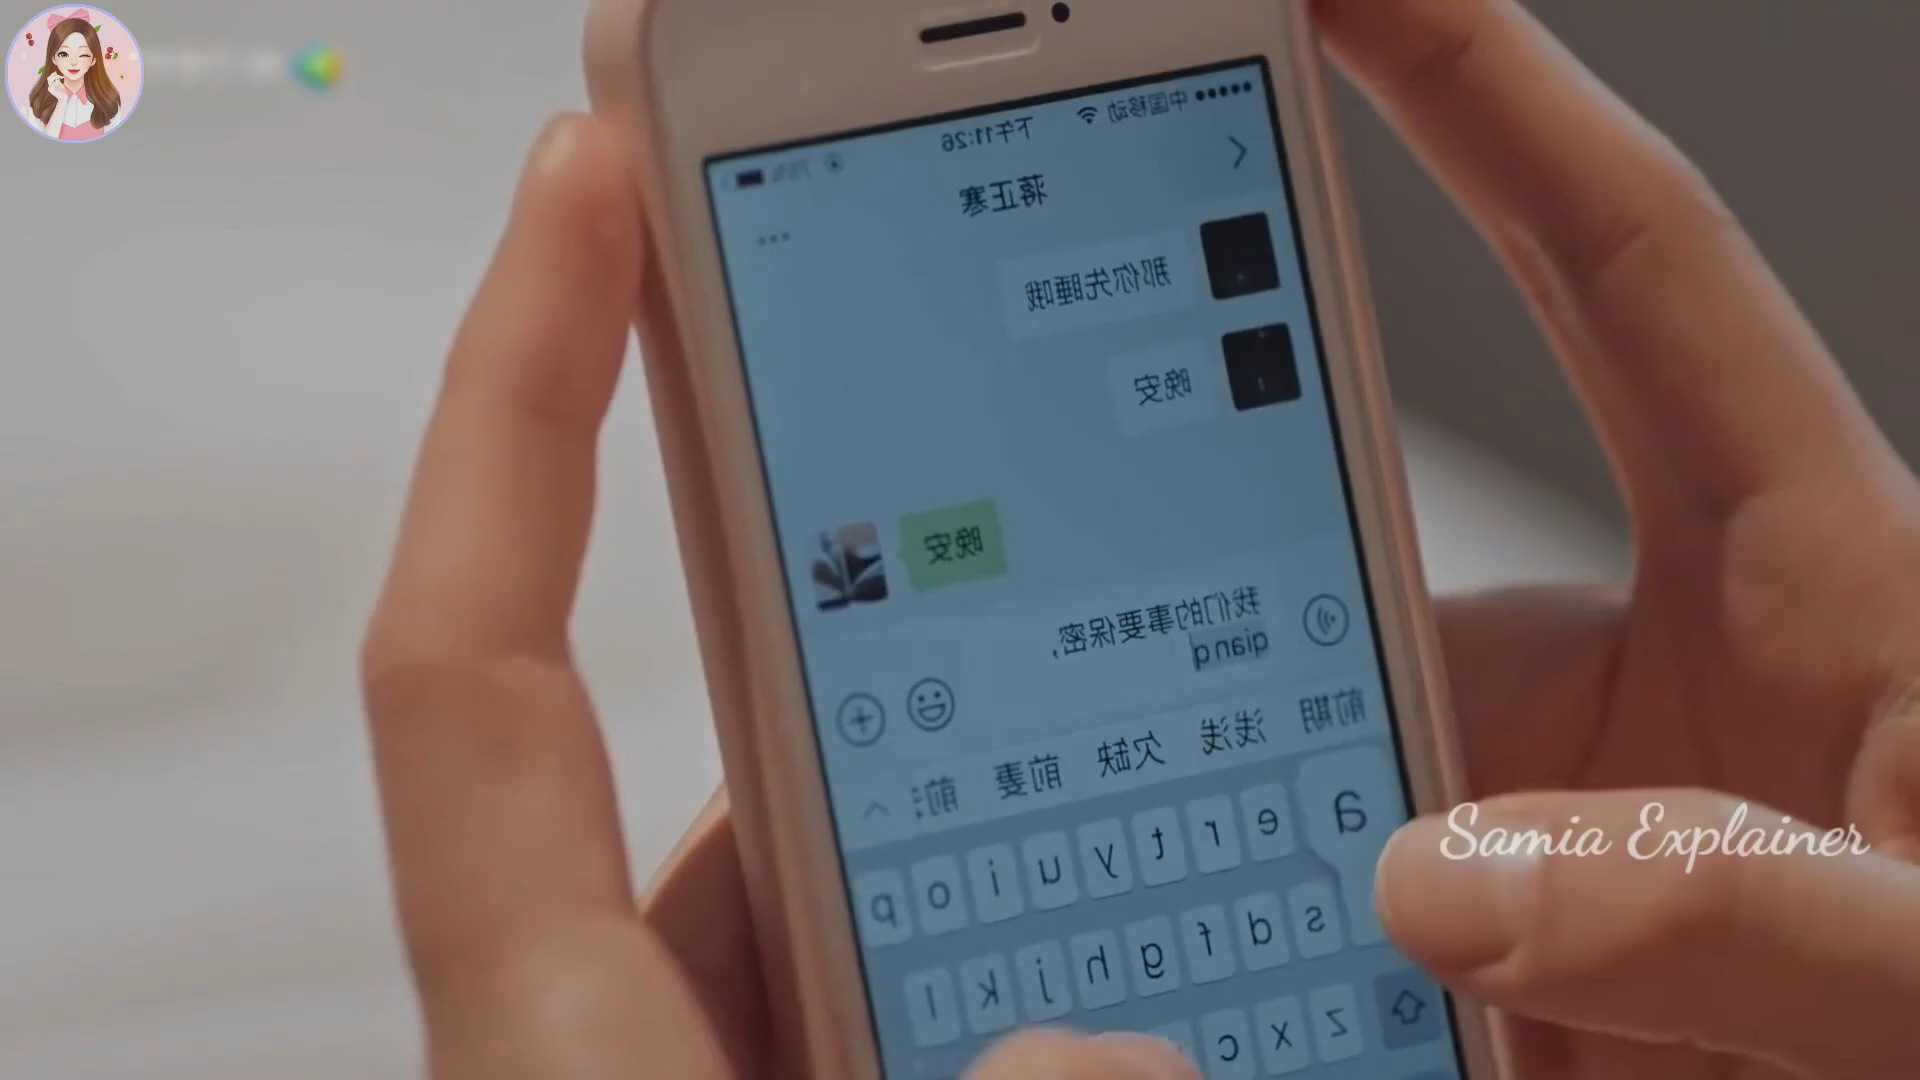 中国移动
下午11:26
75%
蒋正寒
那你先睡哦
晚安
晚安
我们的事要保密，
qianq
前期 浅浅 欠缺 前妻
a e r t y u i o p
s d f g h j k l
z x c
Samia Explainer